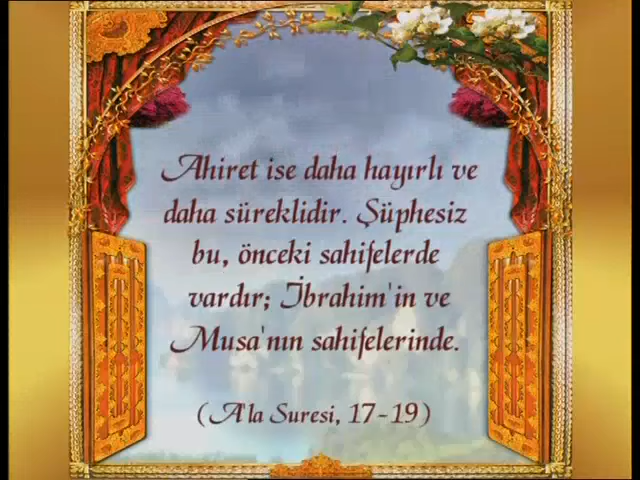 Ahiret ise daha hayırlı ve
daha süreklidir. Şüphesiz
bu, önceki sahifelerde
vardır; İbrahim'in ve
Musa'nın sahifelerinde.
(A'la Suresi, 17-19)